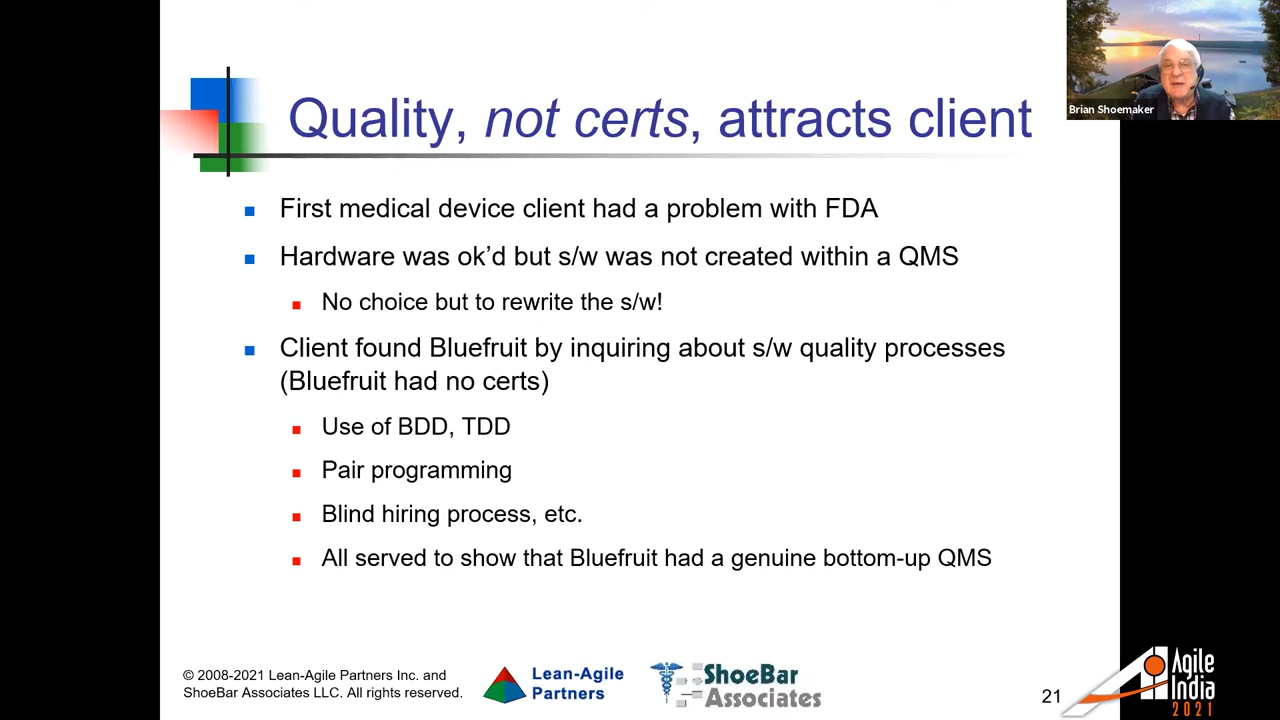 Quality, not certs, attracts client
Brian Shoemaker
First medical device client had a problem with FDA
Hardware was ok’d but s/w was not created within a QMS
No choice but to rewrite the s/w!
Client found Bluefruit by inquiring about s/w quality processes
(Bluefruit had no certs)
Use of BDD, TDD
Pair programming
Blind hiring process, etc.
All served to show that Bluefruit had a genuine bottom-up QMS
© 2008-2021 Lean-Agile Partners Inc. and
ShoeBar Associates LLC. All rights reserved.
Lean-Agile
Partners
ShoeBar
Associates
21
Agile
India
2021